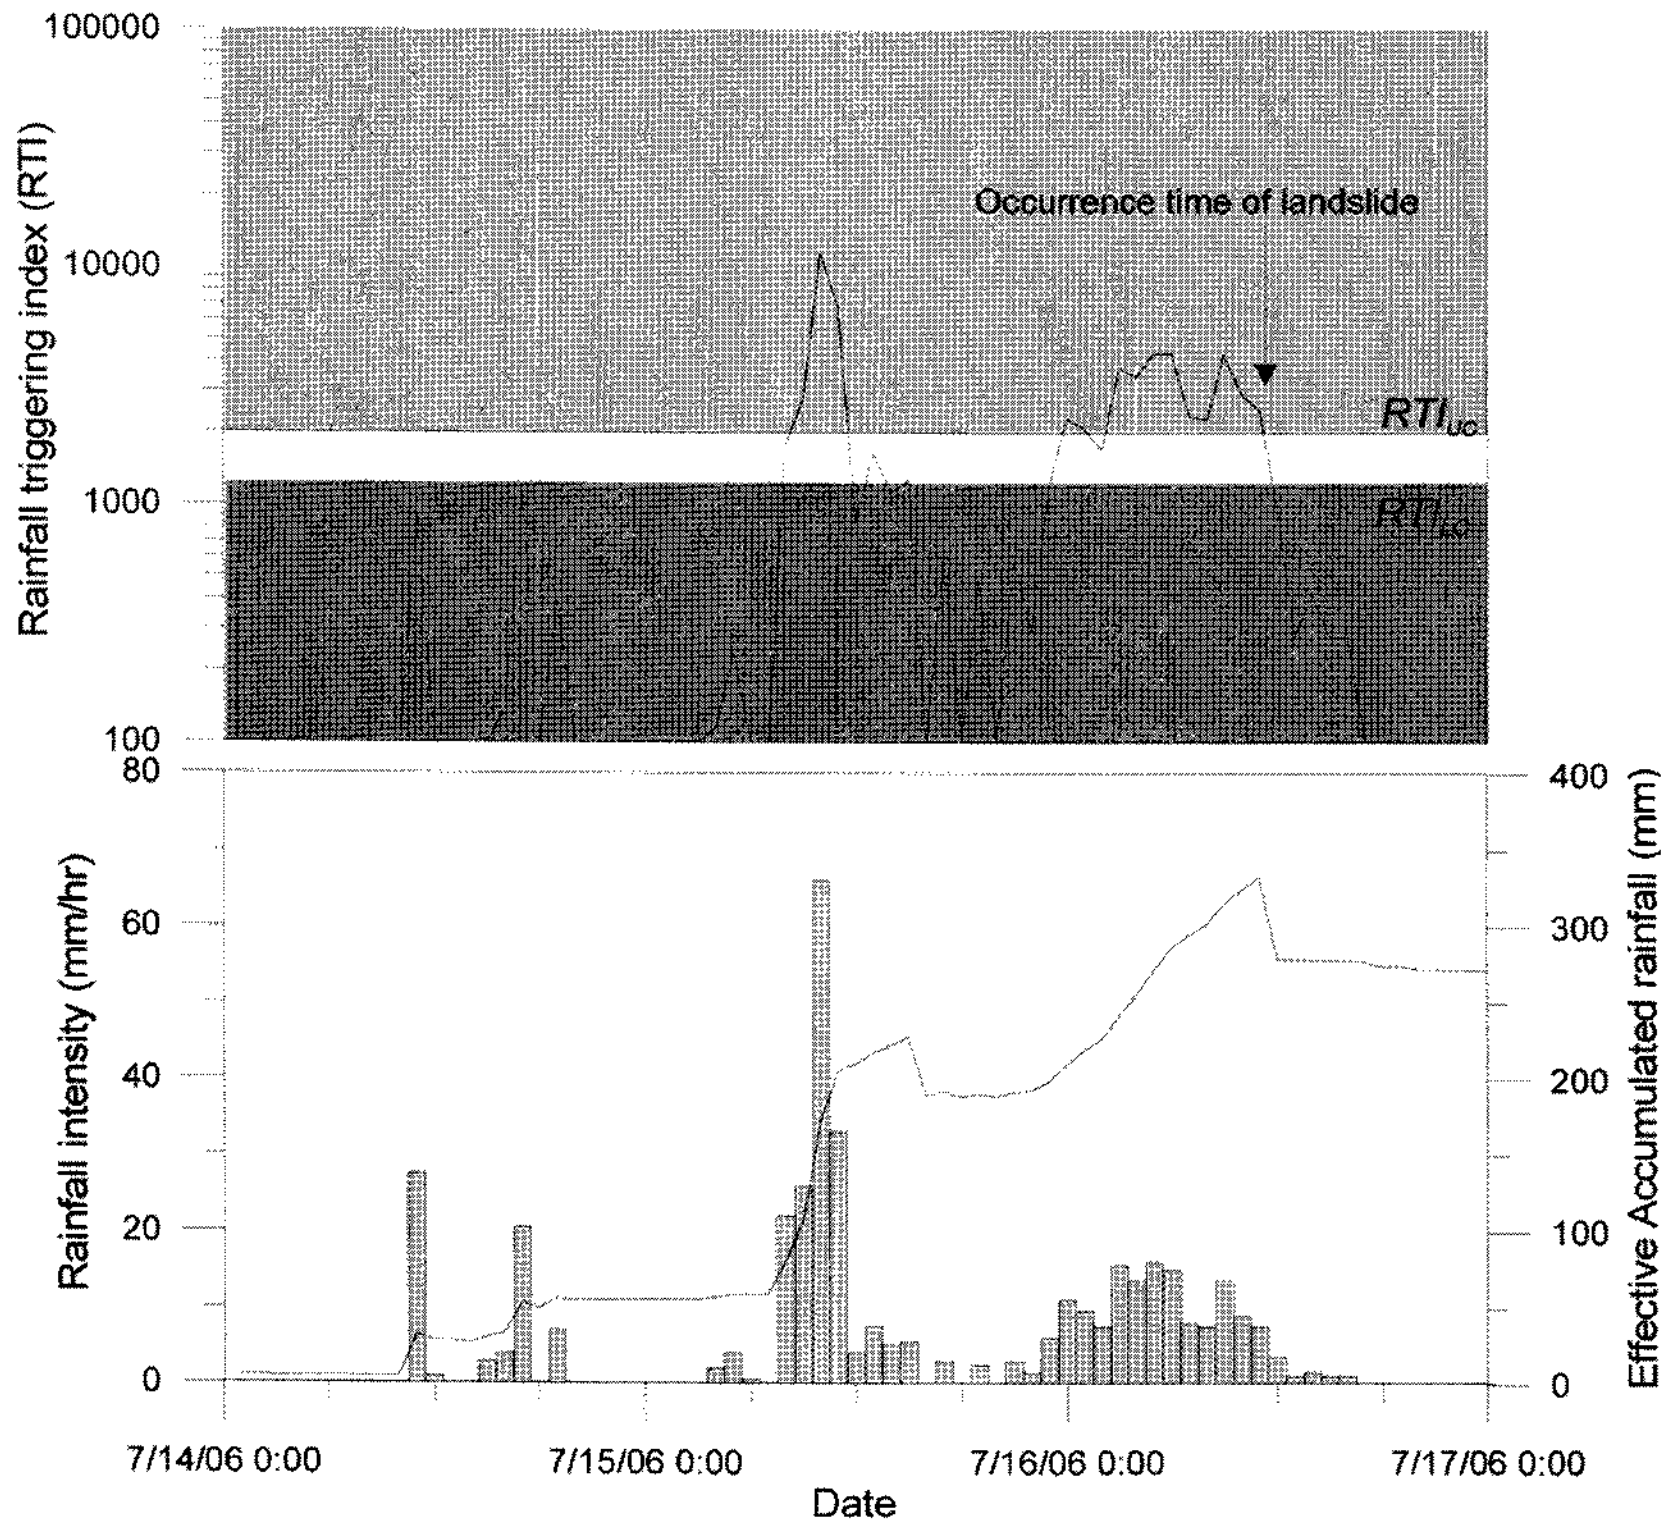 Rainfall triggering index (RTI)
100000
10000
1000
100
Occurrence time of landslide
RTIUC
RTILC
Rainfall intensity (mm/hr)
80
60
40
20
0
Effective Accumulated rainfall (mm)
400
300
200
100
0
7/14/06 0:00
7/15/06 0:00
7/16/06 0:00
7/17/06 0:00
Date